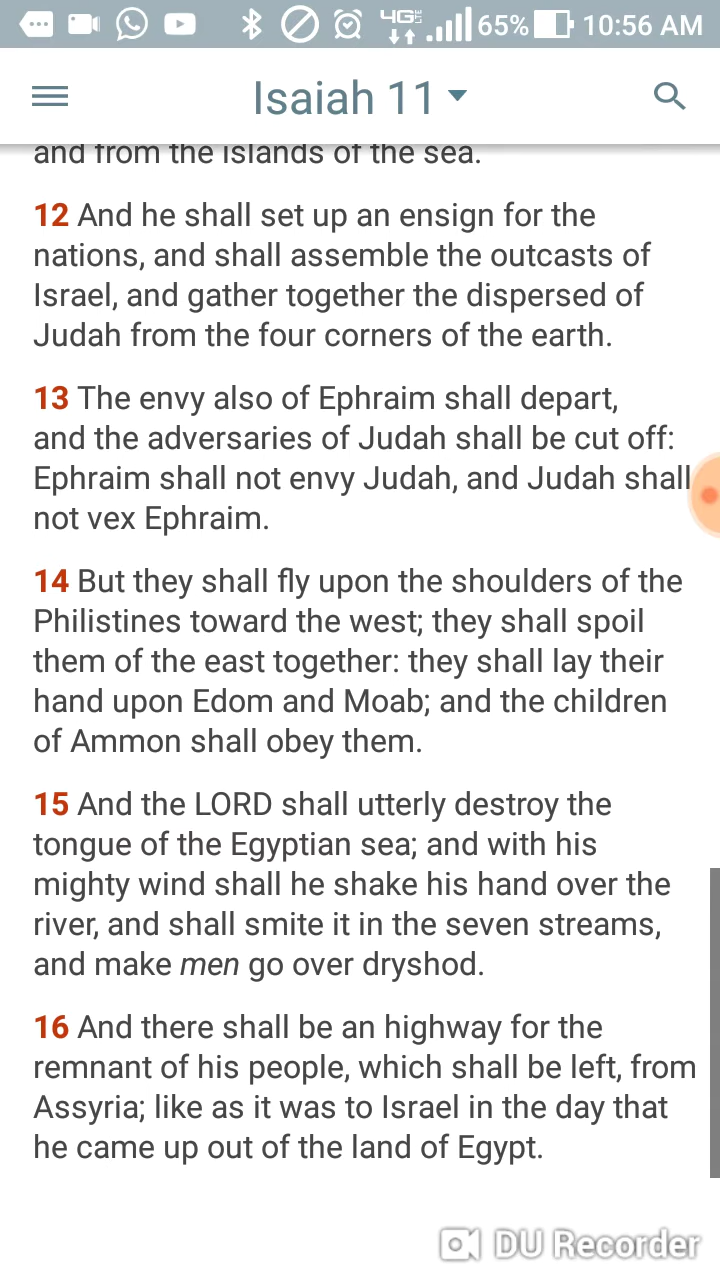 4G LTE 65% 10:56 AM
Isaiah 11
and from the islands of the sea.
12 And he shall set up an ensign for the
nations, and shall assemble the outcasts of
Israel, and gather together the dispersed of
Judah from the four corners of the earth.
13 The envy also of Ephraim shall depart,
and the adversaries of Judah shall be cut off:
Ephraim shall not envy Judah, and Judah shall
not vex Ephraim.
14 But they shall fly upon the shoulders of the
Philistines toward the west; they shall spoil
them of the east together: they shall lay their
hand upon Edom and Moab; and the children
of Ammon shall obey them.
15 And the LORD shall utterly destroy the
tongue of the Egyptian sea; and with his
mighty wind shall he shake his hand over the
river, and shall smite it in the seven streams,
and make men go over dryshod.
16 And there shall be an highway for the
remnant of his people, which shall be left, from
Assyria; like as it was to Israel in the day that
he came up out of the land of Egypt.
DU Recorder